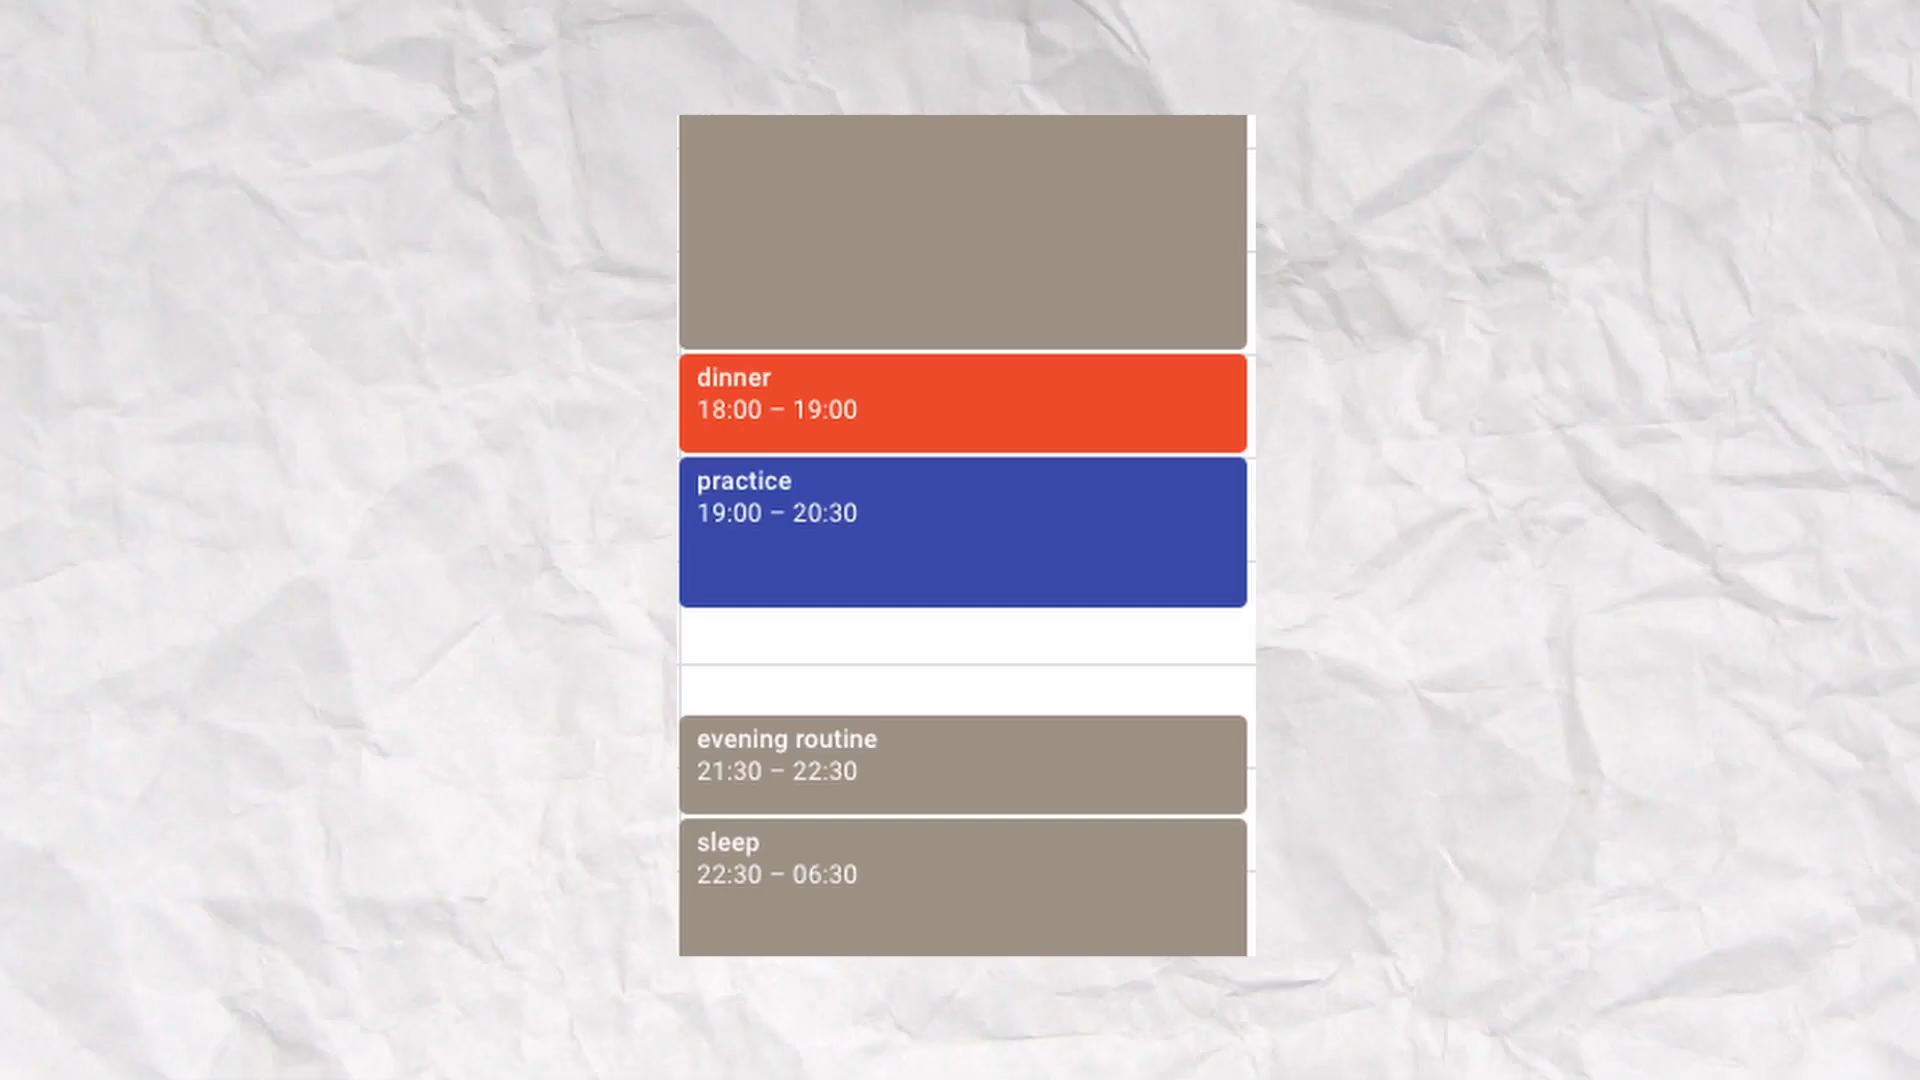 dinner
18:00 – 19:00
practice
19:00 – 20:30
evening routine
21:30 – 22:30
sleep
22:30 – 06:30